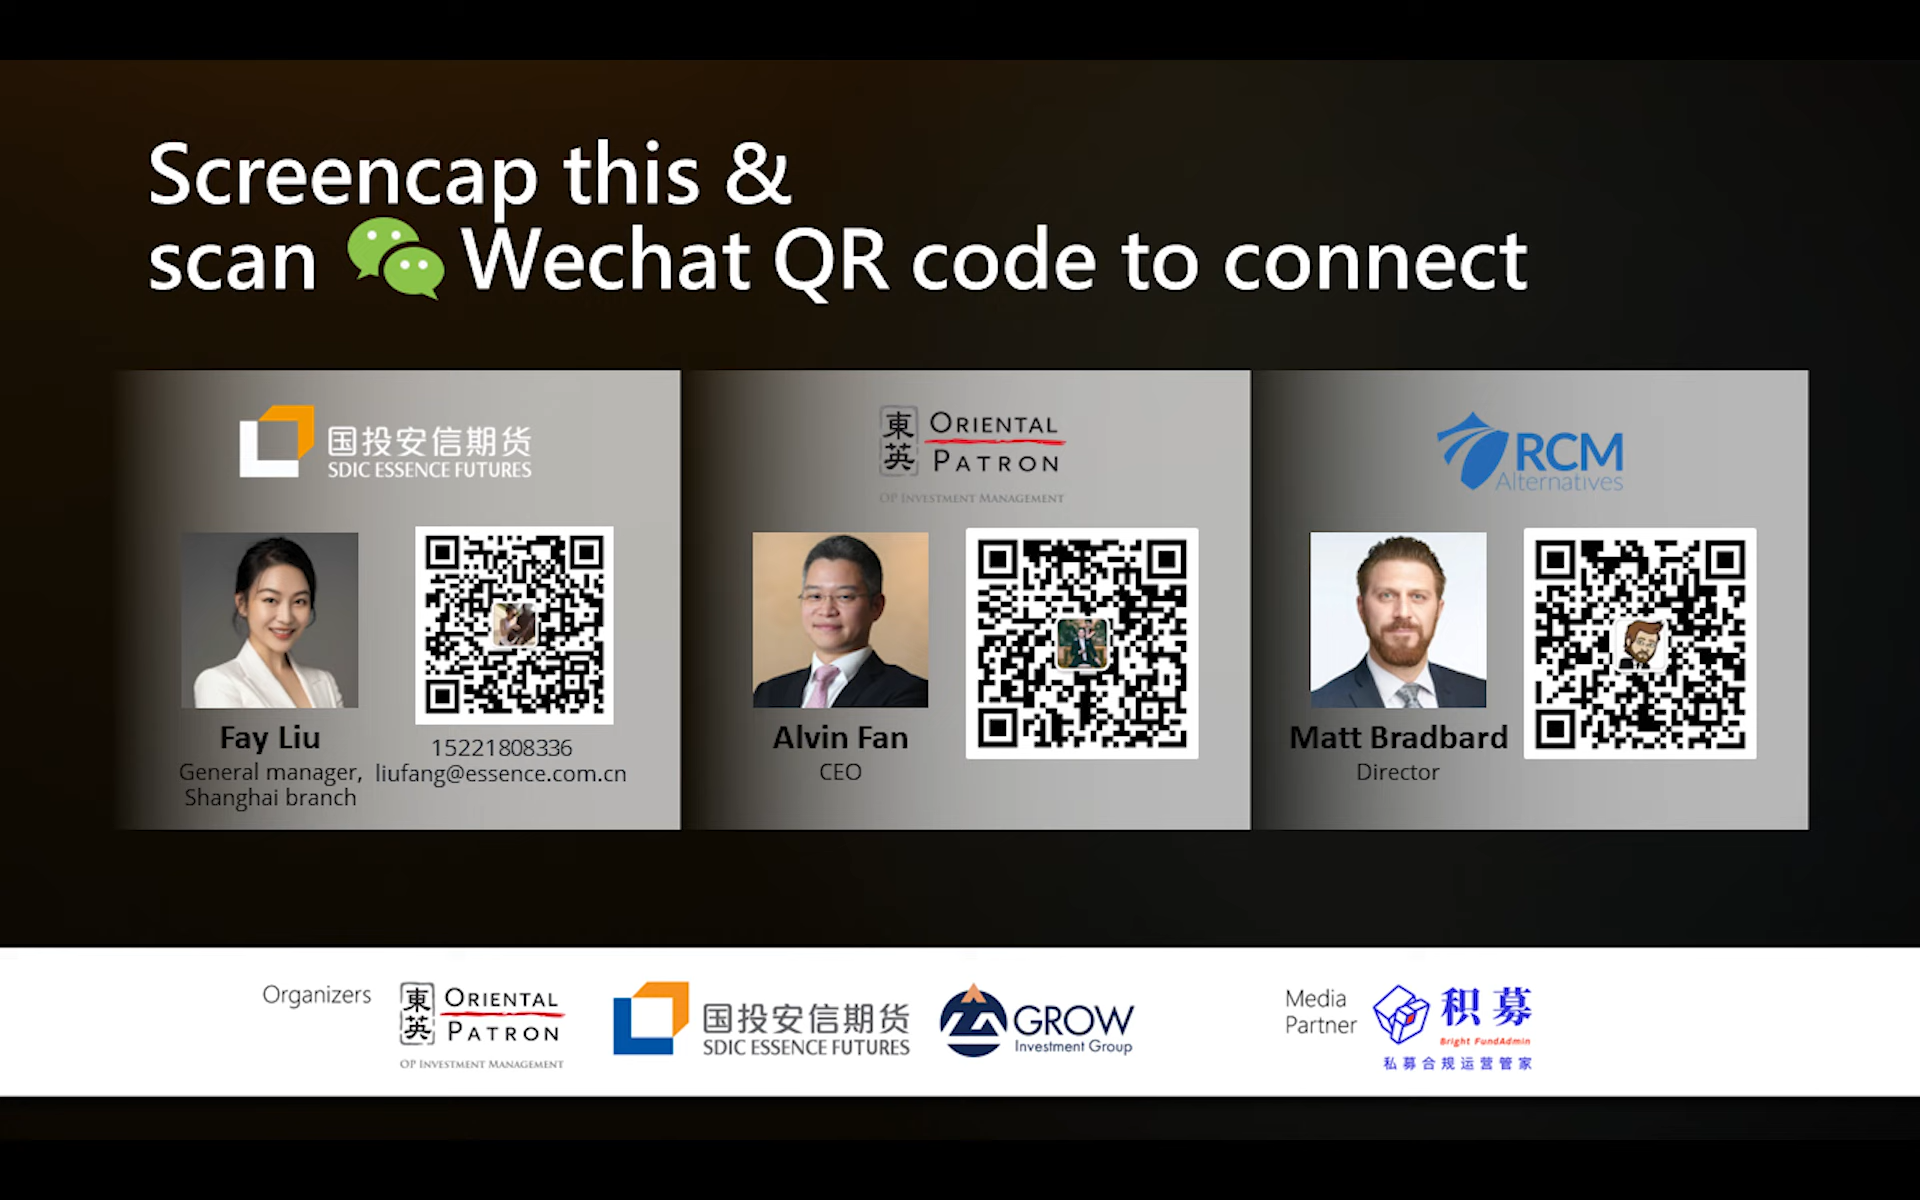 Screencap this &
scan Wechat QR code to connect
国投安信期货
SDIC ESSENCE FUTURES
Fay Liu
General manager,
Shanghai branch
15221808336
liufang@essence.com.cn
東英
ORIENTAL
PATRON
OP INVESTMENT MANAGEMENT
Alvin Fan
CEO
RCM
Alternatives
Matt Bradbard
Director
Organizers
東英
ORIENTAL
PATRON
OP INVESTMENT MANAGEMENT
国投安信期货
SDIC ESSENCE FUTURES
GROW
Investment Group
Media
Partner
积募
Bright FundAdmin
私募合规运营管家